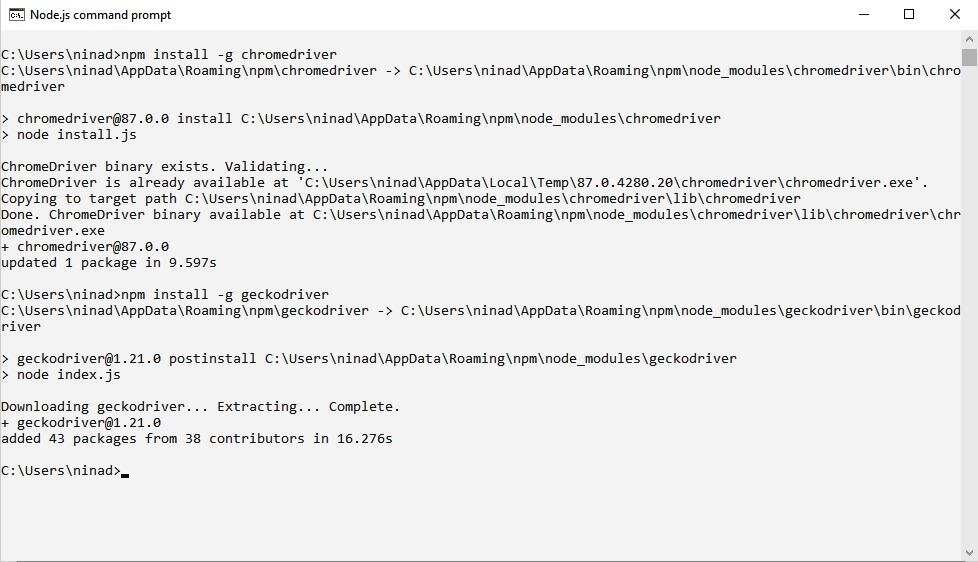 Node.js command prompt
C:\Users\ninad>npm install -g chromedriver
C:\Users\ninad\AppData\Roaming\npm\chromedriver -> C:\Users\ninad\AppData\Roaming\npm\node_modules\chromedriver\bin\chro
medriver
> chromedriver@87.0.0 install C:\Users\ninad\AppData\Roaming\npm\node_modules\chromedriver
> node install.js
ChromeDriver binary exists. Validating...
ChromeDriver is already available at 'C:\Users\ninad\AppData\Local\Temp\87.0.4280.20\chromedriver\chromedriver.exe'.
Copying to target path C:\Users\ninad\AppData\Roaming\npm\node_modules\chromedriver\lib\chromedriver
Done. ChromeDriver binary available at C:\Users\ninad\AppData\Roaming\npm\node_modules\chromedriver\lib\chromedriver\chr
omedriver.exe
+ chromedriver@87.0.0
updated 1 package in 9.597s
C:\Users\ninad>npm install -g geckodriver
C:\Users\ninad\AppData\Roaming\npm\geckodriver -> C:\Users\ninad\AppData\Roaming\npm\node_modules\geckodriver\bin\geckod
river
> geckodriver@1.21.0 postinstall C:\Users\ninad\AppData\Roaming\npm\node_modules\geckodriver
> node index.js
Downloading geckodriver... Extracting... Complete.
+ geckodriver@1.21.0
added 43 packages from 38 contributors in 16.276s
C:\Users\ninad>